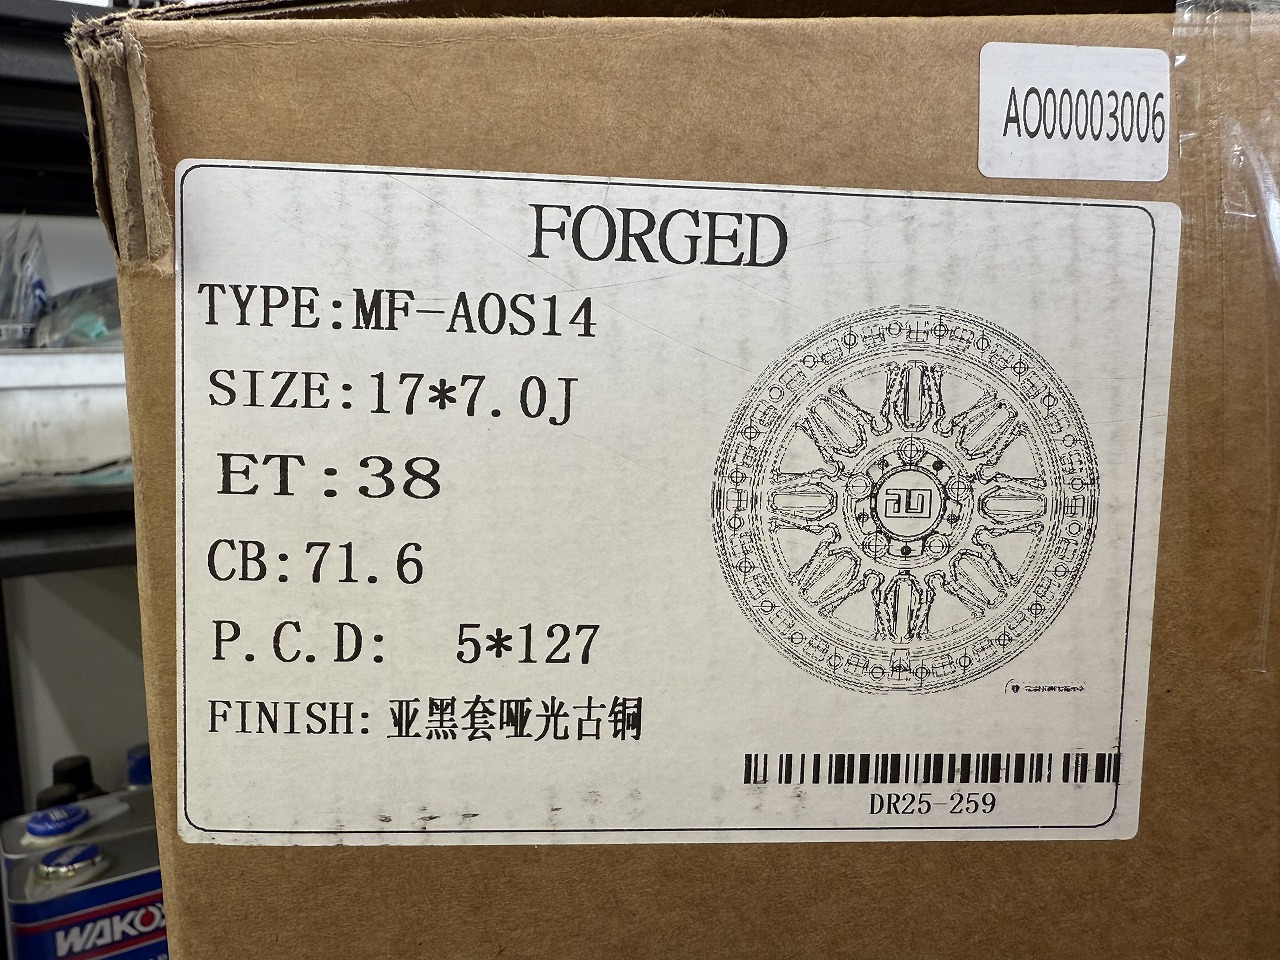 AO00003006
FORGED
TYPE:MF-AOS14
SIZE:17*7.0J
ET:38
CB:71.6
P.C.D: 5*127
FINISH:亚黑套哑光古铜
DR25-259
WAKO